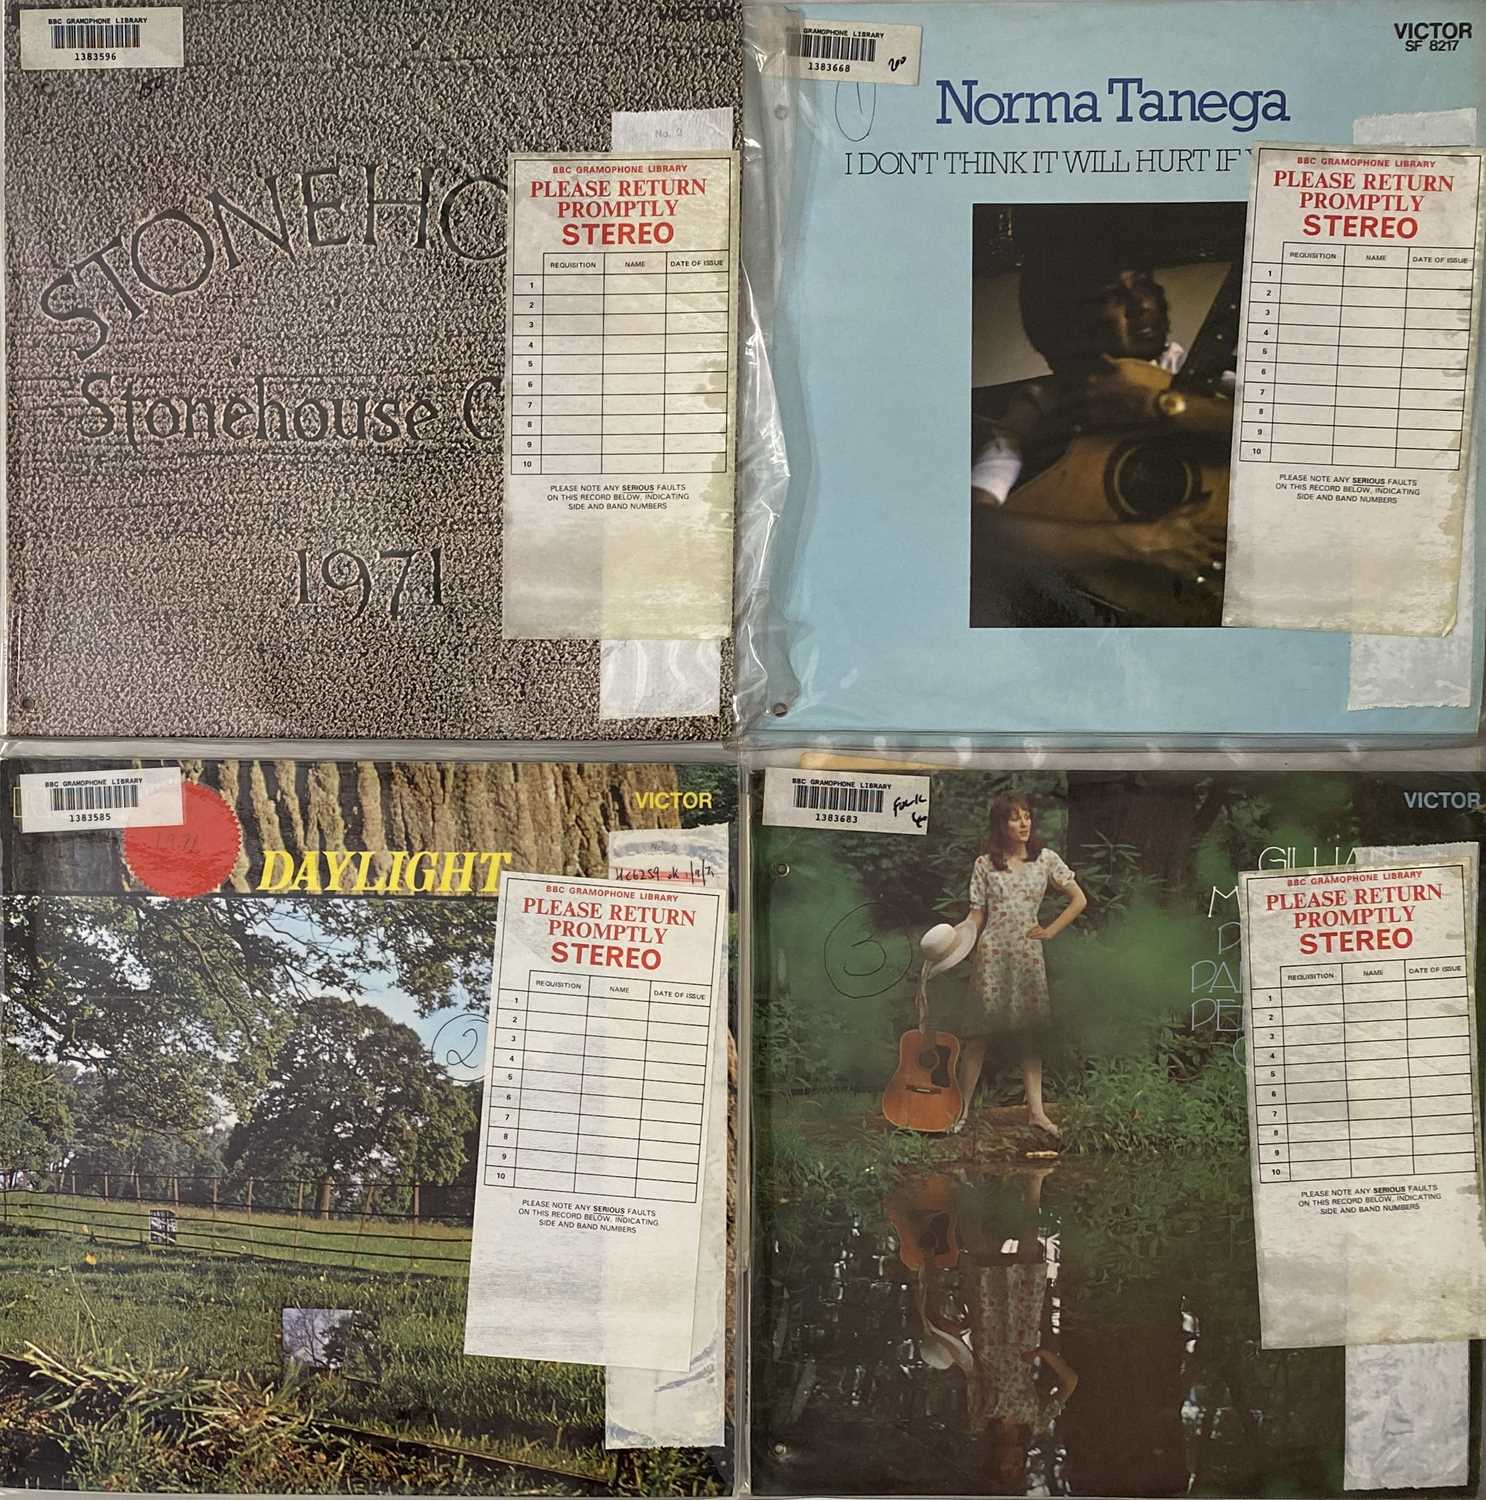 BBC GRAMOPHONE LIBRARY
1383596
VICTOR
STONEHO
Stonehouse C
1971
No. 2
BBC GRAMOPHONE LIBRARY
PLEASE RETURN
PROMPTLY
STEREO
REQUISITION NAME DATE OF ISSUE
1
2
3
4
5
6
7
8
9
10
PLEASE NOTE ANY SERIOUS FAULTS
ON THIS RECORD BELOW, INDICATING
SIDE AND BAND NUMBERS
BBC GRAMOPHONE LIBRARY
1383668
1
VICTOR
SF 8217
Norma Tanega
I DON'T THINK IT WILL HURT IF
BBC GRAMOPHONE LIBRARY
PLEASE RETURN
PROMPTLY
STEREO
REQUISITION NAME DATE OF ISSUE
1
2
3
4
5
6
7
8
9
10
PLEASE NOTE ANY SERIOUS FAULTS
ON THIS RECORD BELOW, INDICATING
SIDE AND BAND NUMBERS
BBC GRAMOPHONE LIBRARY
1383585
1971
VICTOR
DAYLIGHT
2
BBC GRAMOPHONE LIBRARY
PLEASE RETURN
PROMPTLY
STEREO
REQUISITION NAME DATE OF ISSUE
1
2
3
4
5
6
7
8
9
10
PLEASE NOTE ANY SERIOUS FAULTS
ON THIS RECORD BELOW, INDICATING
SIDE AND BAND NUMBERS
BBC GRAMOPHONE LIBRARY
1383683
VICTOR
3
GILLIAN
M
D
DA
PE
BBC GRAMOPHONE LIBRARY
PLEASE RETURN
PROMPTLY
STEREO
REQUISITION NAME DATE OF ISSUE
1
2
3
4
5
6
7
8
9
10
PLEASE NOTE ANY SERIOUS FAULTS
ON THIS RECORD BELOW, INDICATING
SIDE AND BAND NUMBERS